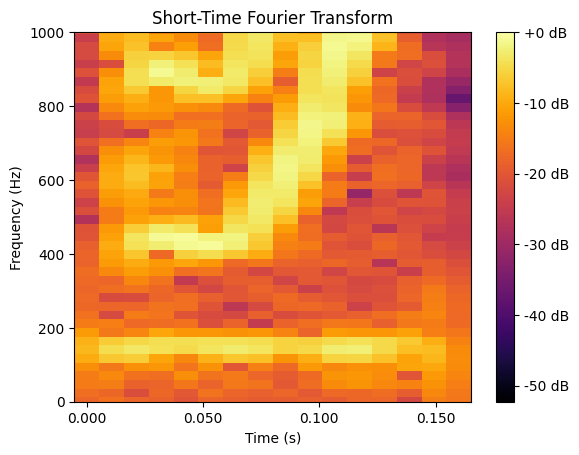 Short-Time Fourier Transform
1000
800
600
400
200
0
Frequency (Hz)
0.000
0.050
0.100
0.150
Time (s)
+0 dB
-10 dB
-20 dB
-30 dB
-40 dB
-50 dB